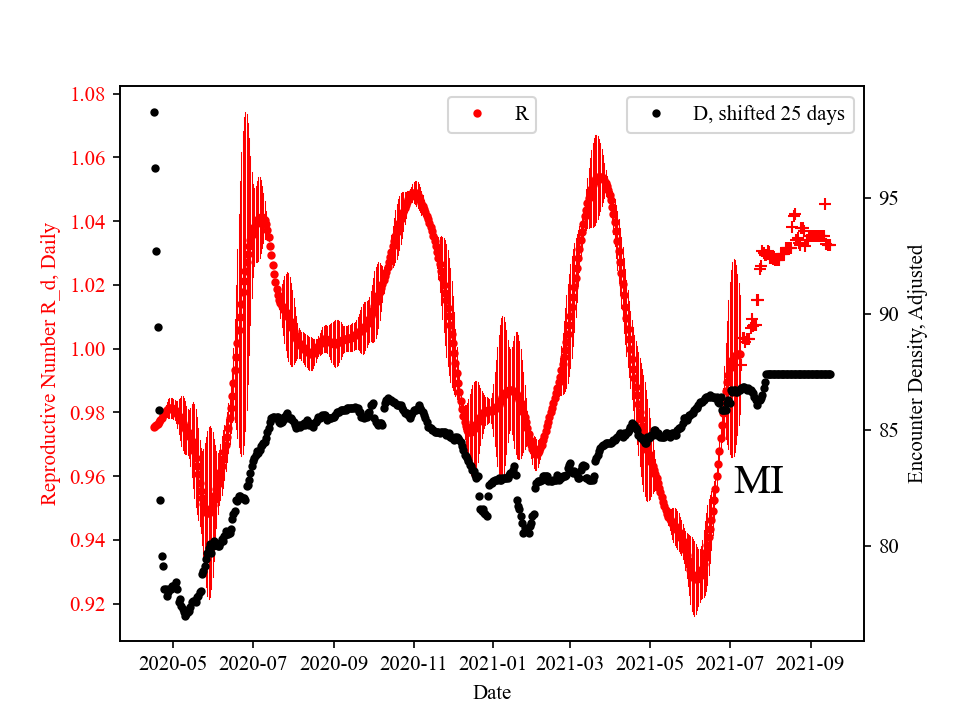 R
D, shifted 25 days
1.08
1.06
1.04
1.02
1.00
0.98
0.96
0.94
0.92
Reproductive Number R_d, Daily
95
90
85
80
Encounter Density, Adjusted
MI
2020-05 2020-07 2020-09 2020-11 2021-01 2021-03 2021-05 2021-07 2021-09
Date